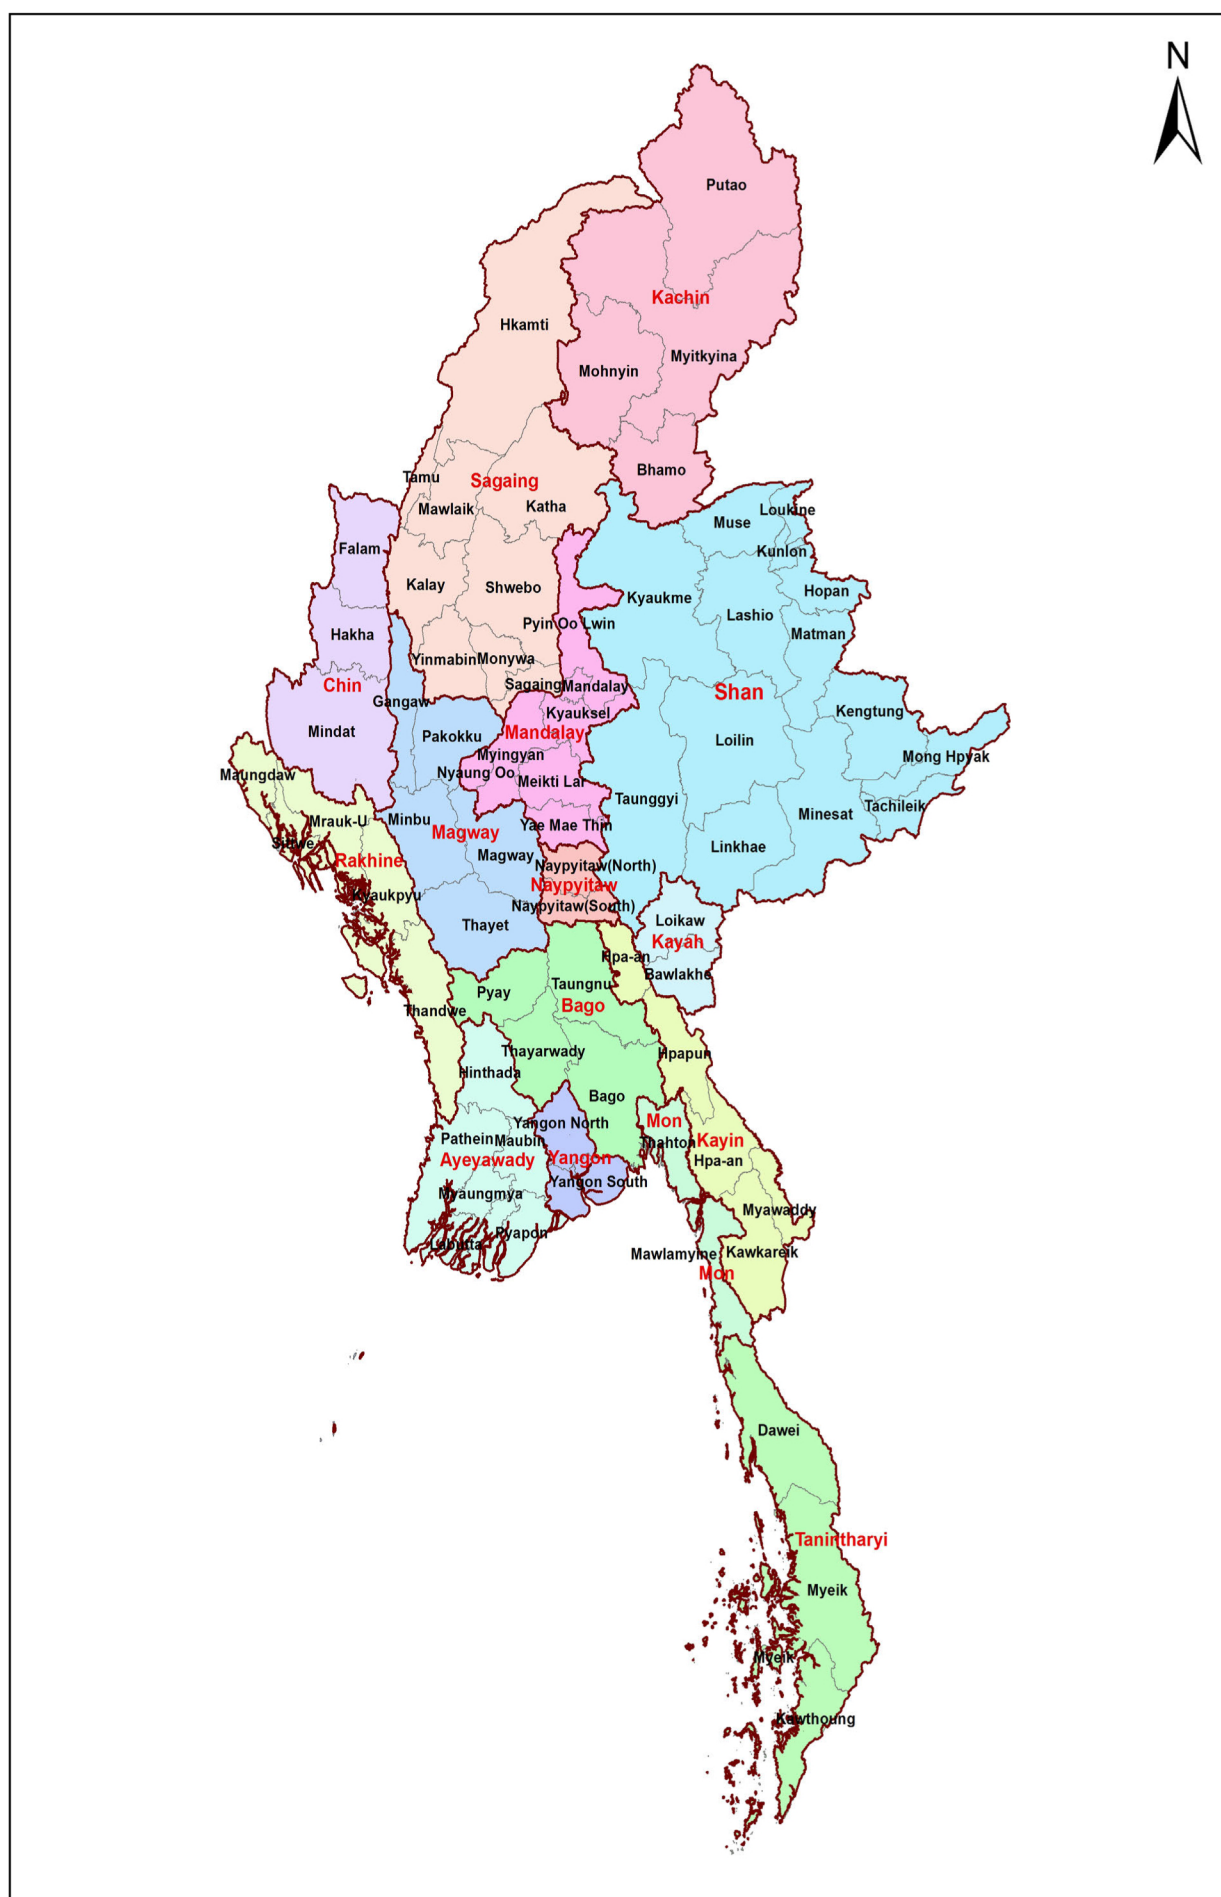 N
Putao
Kachin
Hkamti
Myitkyina
Mohnyin
Bhamo
Tamu
Sagaing
Mawlaik
Katha
Loukine
Muse
Falam
Kunlon
Kalay
Shwebo
Kyaukme
Hopan
Lashio
Pyin Oo Lwin
Hakha
Matman
Yinmabin
Monywa
Chin
Sagaing
Mandalay
Shan
Gangaw
Kyauksel
Kengtung
Mindat
Pakokku
Mandalay
Loilin
Myingyan
Mong Hpyak
Maungdaw
Nyaung Oo
Meikti Lar
Taunggyi
Tachileik
Mrauk-U
Minbu
Magway
Yae Mae Thin
Minesat
Sittwe
Linkhae
Rakhine
Magway
Naypyitaw(North)
Naypyitaw
Kyaukpyu
Naypyitaw(South)
Thayet
Loikaw
Kayah
Hpa-an
Bawlakhe
Taungnu
Pyay
Bago
Thandwe
Thayarwady
Hpapun
Hinthada
Bago
Yangon North
Mon
Pathein
Maubin
Thahton
Kayin
Ayeyawady
Yangon
Hpa-an
Yangon South
Myaungmya
Myawaddy
Pyapon
Labutta
Mawlamyine
Kawkareik
Mon
Dawei
Tanintharyi
Myeik
Myeik
Kawthoung